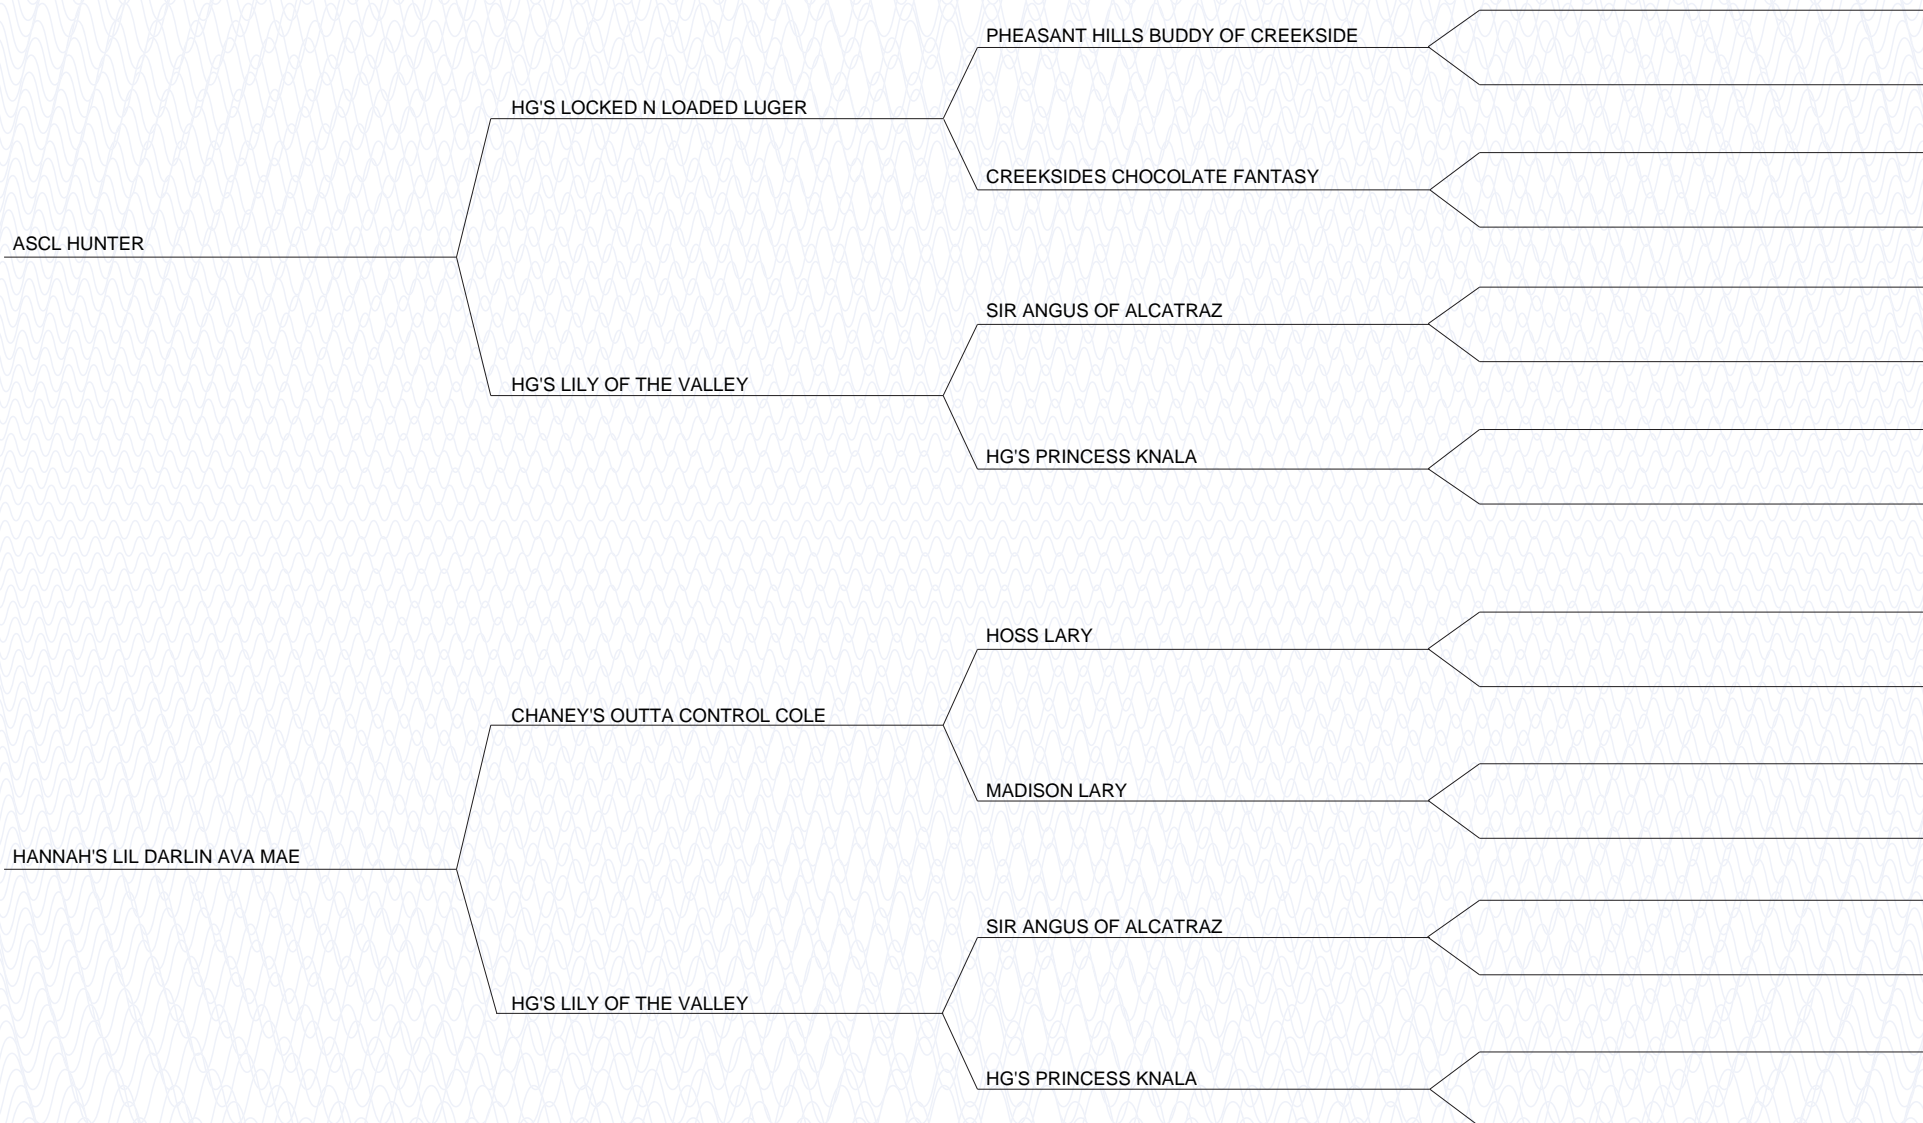 PHEASANT HILLS BUDDY OF CREEKSIDE
HG'S LOCKED N LOADED LUGER
CREEKSIDES CHOCOLATE FANTASY
ASCL HUNTER
SIR ANGUS OF ALCATRAZ
HG'S LILY OF THE VALLEY
HG'S PRINCESS KNALA
HOSS LARY
CHANEY'S OUTTA CONTROL COLE
MADISON LARY
HANNAH'S LIL DARLIN AVA MAE
SIR ANGUS OF ALCATRAZ
HG'S LILY OF THE VALLEY
HG'S PRINCESS KNALA